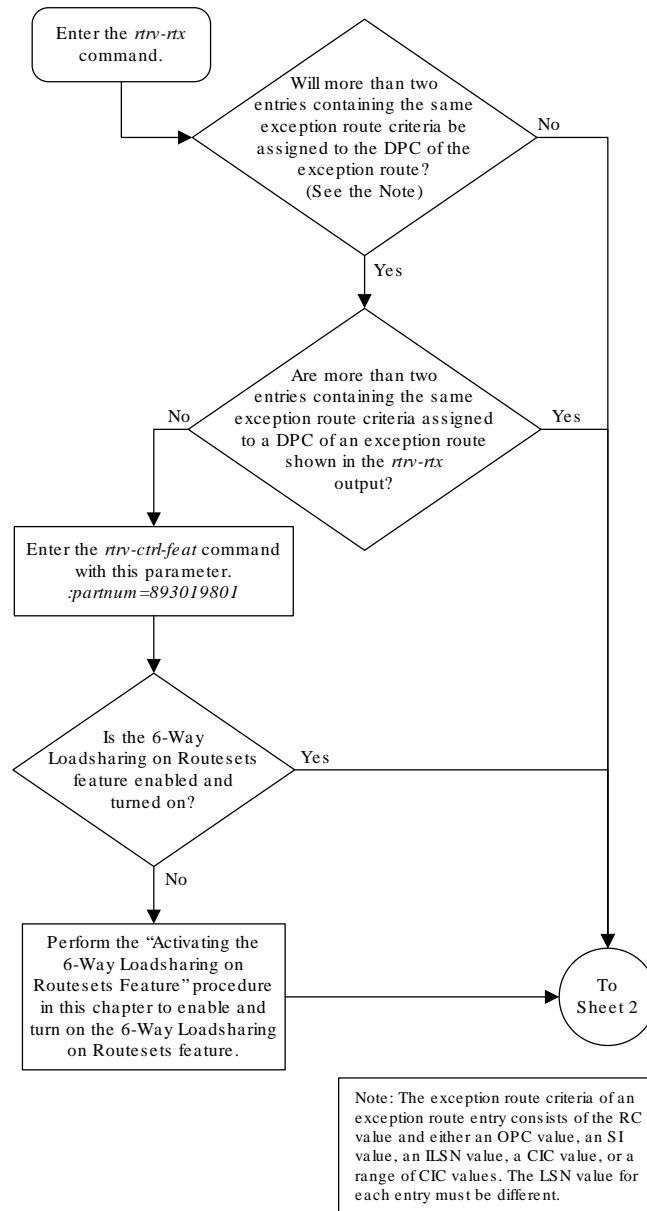 Enter the rtrv-rtx
command.
Will more than two
entries containing the same
exception route criteria be
assigned to the DPC of the
exception route?
(See the Note)
No
Yes
Are more than two
entries containing the same
exception route criteria assigned
to a DPC of an exception route
shown in the rtrv-rtx
output?
No
Yes
Enter the rtrv-ctrl-feat command
with this parameter.
:partnum=893019801
Is the 6-Way
Loadsharing on Routesets
feature enabled and
turned on?
Yes
No
Perform the “Activating the
6-Way Loadsharing on
Routesets Feature” procedure
in this chapter to enable and
turn on the 6-Way Loadsharing
on Routesets feature.
To
Sheet 2
Note: The exception route criteria of an
exception route entry consists of the RC
value and either an OPC value, an SI
value, an ILSN value, a CIC value, or a
range of CIC values. The LSN value for
each entry must be different.